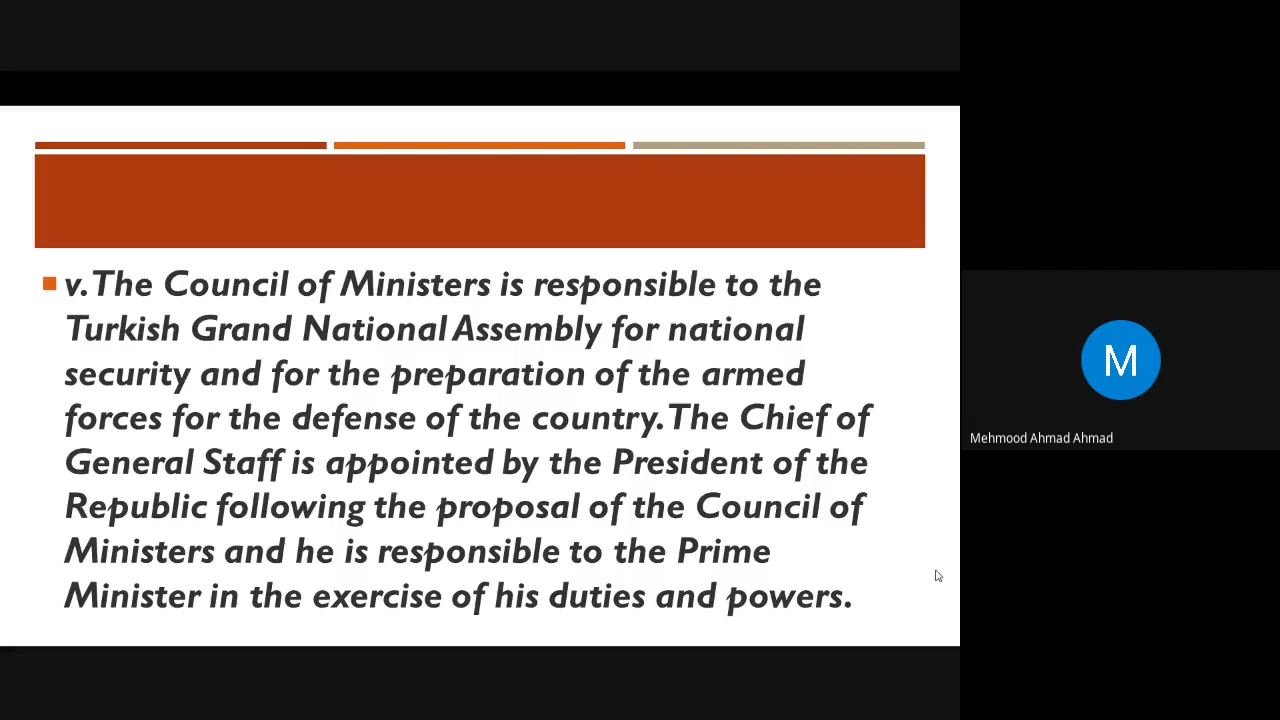 v. The Council of Ministers is responsible to the
Turkish Grand National Assembly for national
security and for the preparation of the armed
forces for the defense of the country. The Chief of
General Staff is appointed by the President of the
Republic following the proposal of the Council of
Ministers and he is responsible to the Prime
Minister in the exercise of his duties and powers.
M
Mehmood Ahmad Ahmad